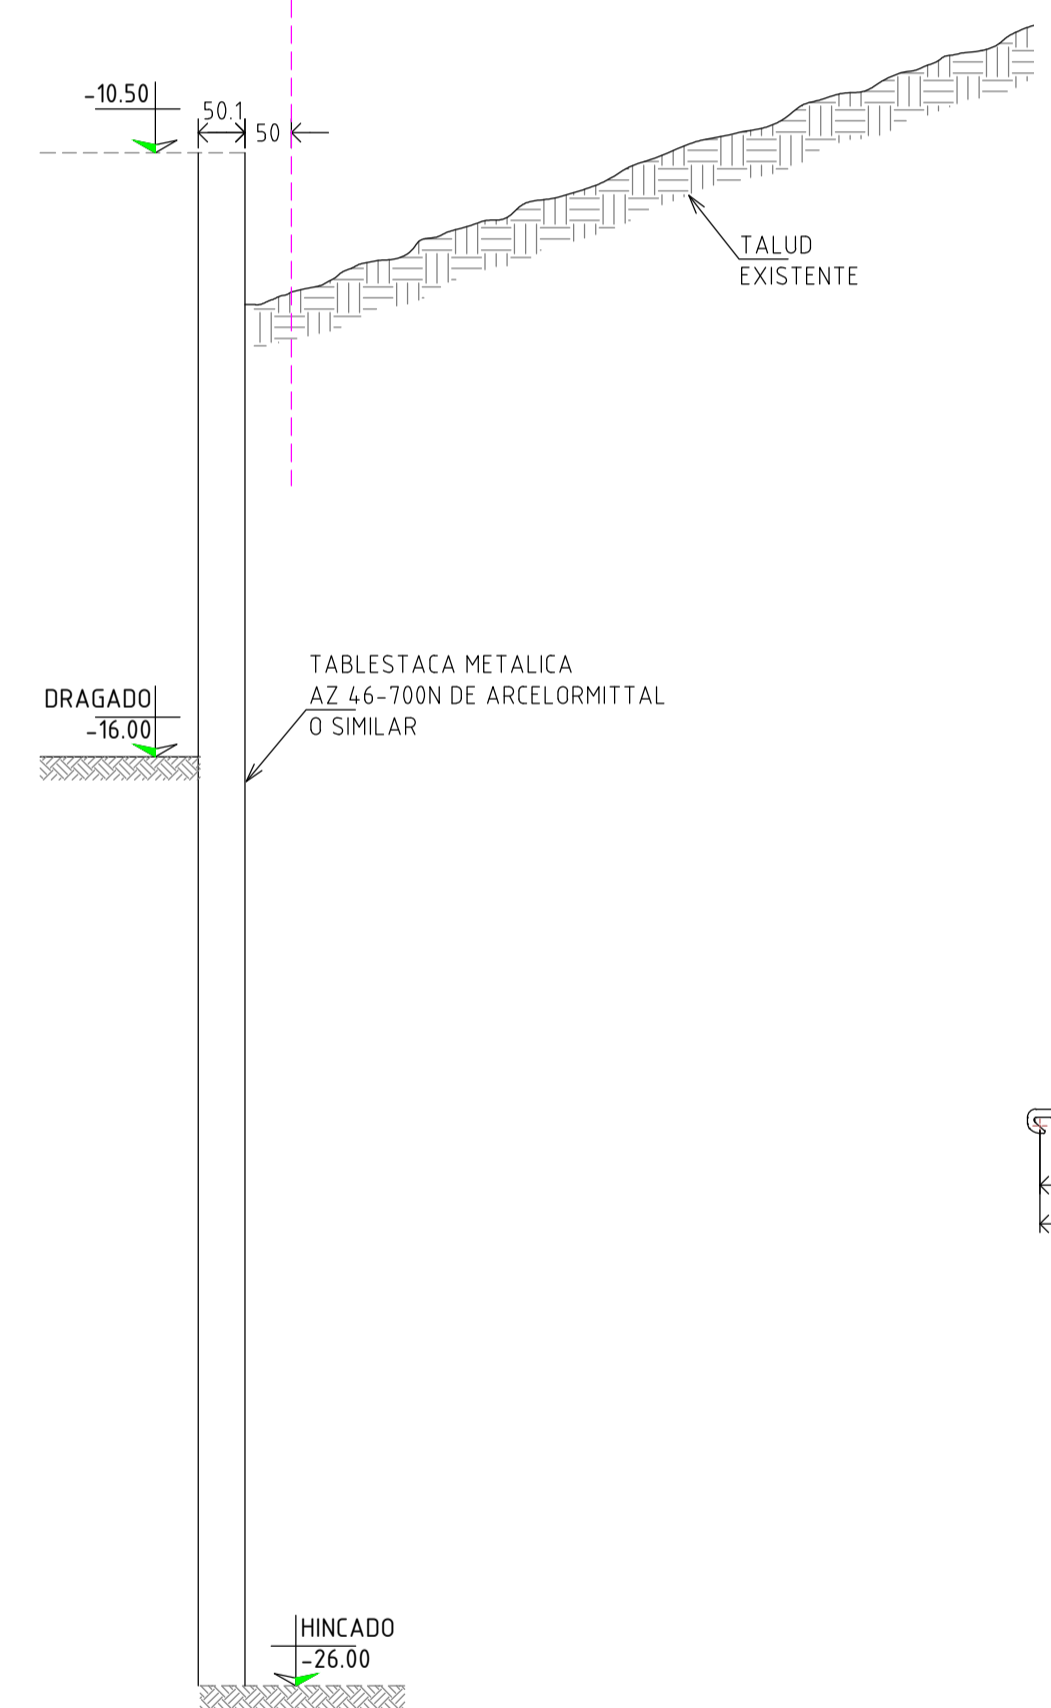 -10.50
50.1
50
TALUD
EXISTENTE
TABLESTACA METALICA
AZ 46-700N DE ARCELORMITTAL
O SIMILAR
DRAGADO
-16.00
HINCADO
-26.00